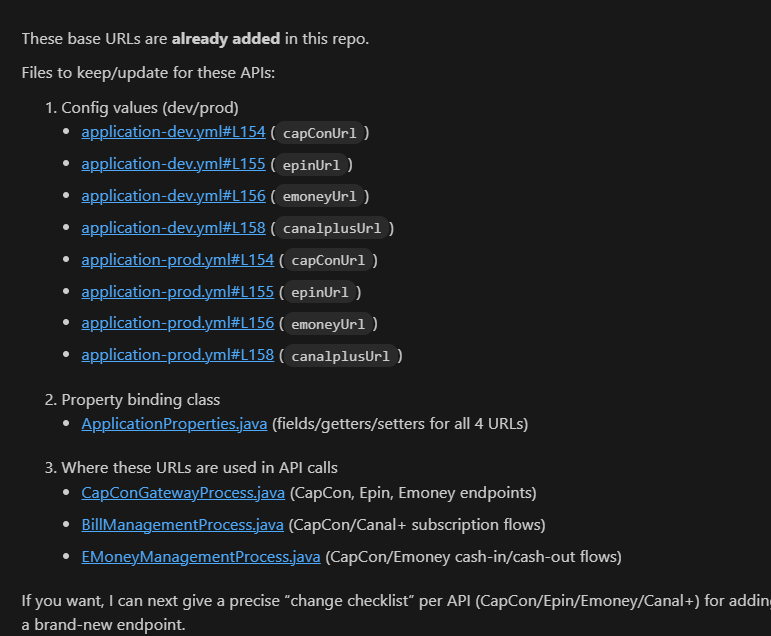 These base URLs are already added in this repo.
Files to keep/update for these APIs:
1. Config values (dev/prod)
• application-dev.yml#L154 ( capConUrl )
• application-dev.yml#L155 ( epinUrl )
• application-dev.yml#L156 ( emoneyUrl )
• application-dev.yml#L158 ( canalplusUrl )
• application-prod.yml#L154 ( capConUrl )
• application-prod.yml#L155 ( epinUrl )
• application-prod.yml#L156 ( emoneyUrl )
• application-prod.yml#L158 ( canalplusUrl )
2. Property binding class
• ApplicationProperties.java (fields/getters/setters for all 4 URLs)
3. Where these URLs are used in API calls
• CapConGatewayProcess.java (CapCon, Epin, Emoney endpoints)
• BillManagementProcess.java (CapCon/Canal+ subscription flows)
• EMoneyManagementProcess.java (CapCon/Emoney cash-in/cash-out flows)
If you want, I can next give a precise “change checklist” per API (CapCon/Epin/Emoney/Canal+) for adding
a brand-new endpoint.